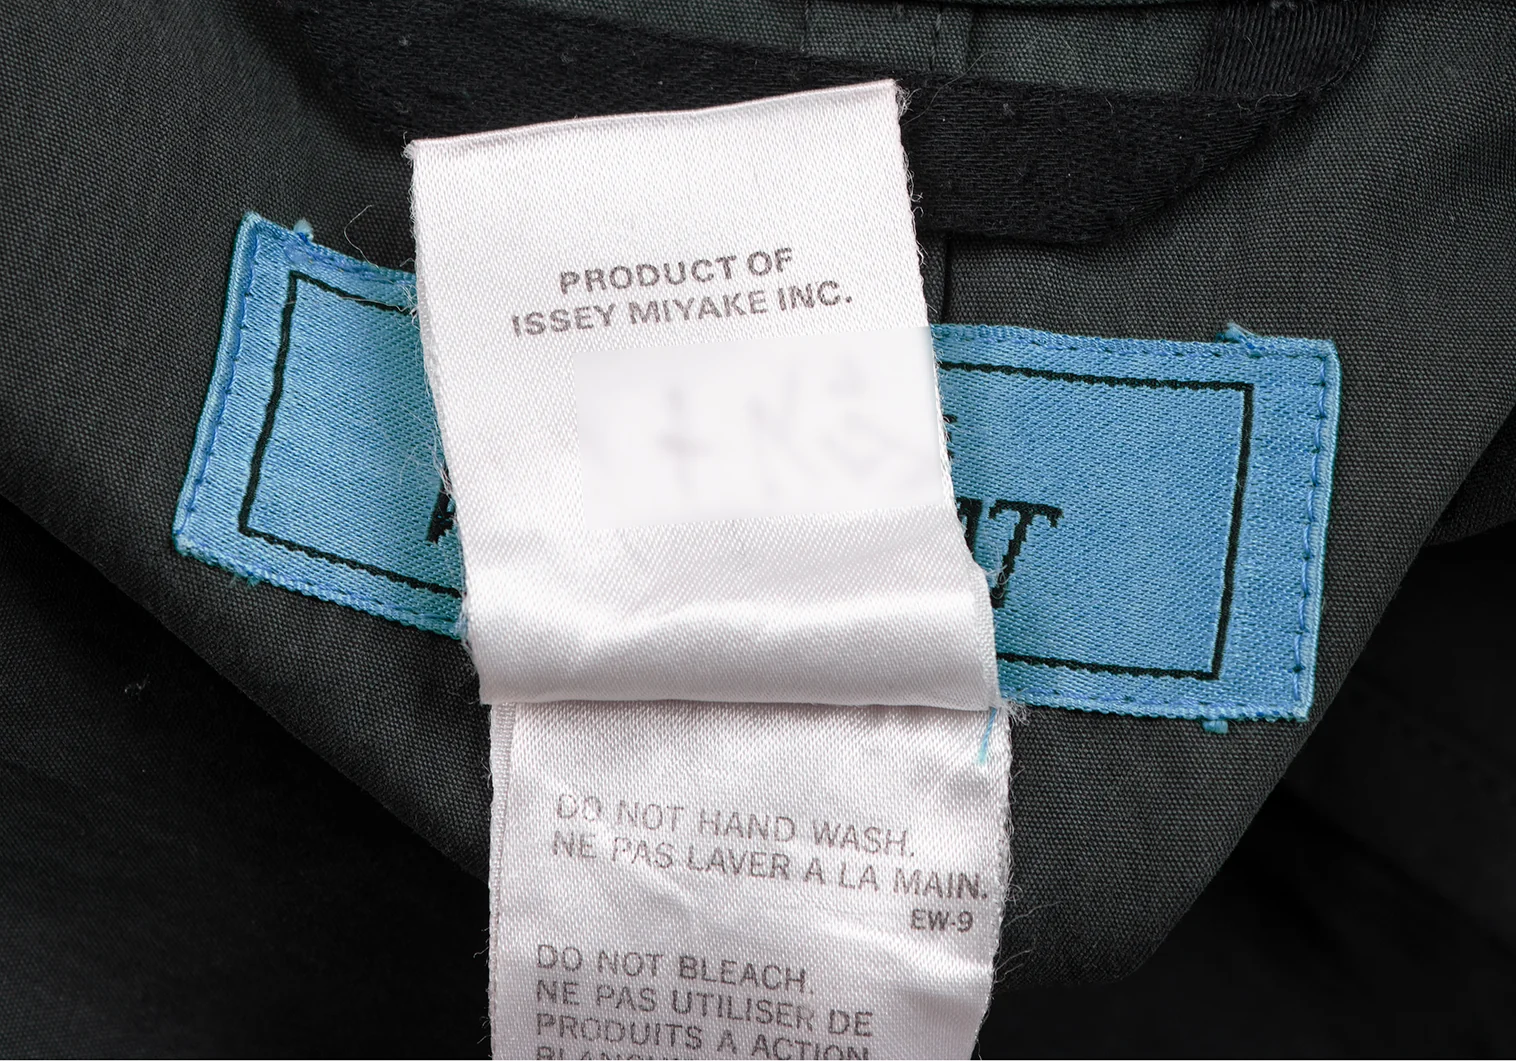 PRODUCT OF
ISSEY MIYAKE INC.
DO NOT HAND WASH.
NE PAS LAVER A LA MAIN.
EW-9
DO NOT BLEACH.
NE PAS UTILISER DE
PRODUITS A ACTION